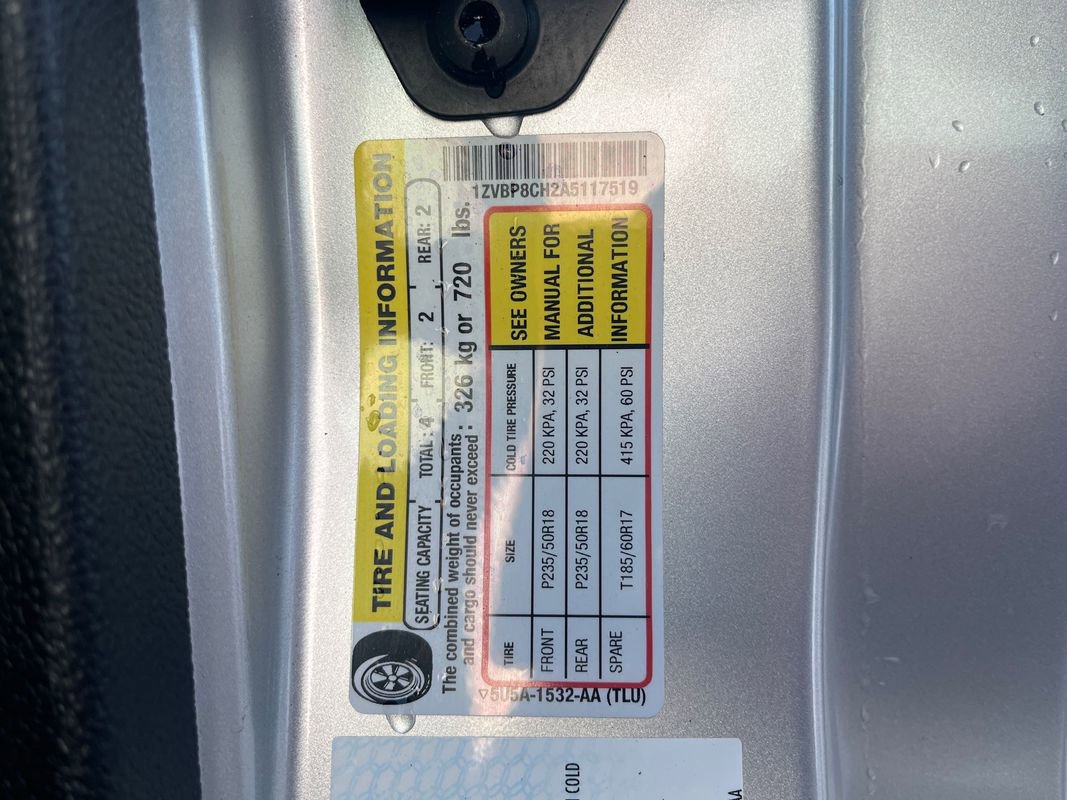 TIRE AND LOADING INFORMATION
SEATING CAPACITY TOTAL : 4 FRONT: 2 REAR: 2
The combined weight of occupants
and cargo should never exceed : 326 kg or 720 lbs.
1ZVBP8CH2A5117519
TIRE SIZE COLD TIRE PRESSURE
FRONT P235/50R18 220 KPA, 32 PSI
REAR P235/50R18 220 KPA, 32 PSI
SPARE T185/60R17 415 KPA, 60 PSI
SEE OWNERS
MANUAL FOR
ADDITIONAL
INFORMATION
5U5A-1532-AA (TLU)
COLD
AA